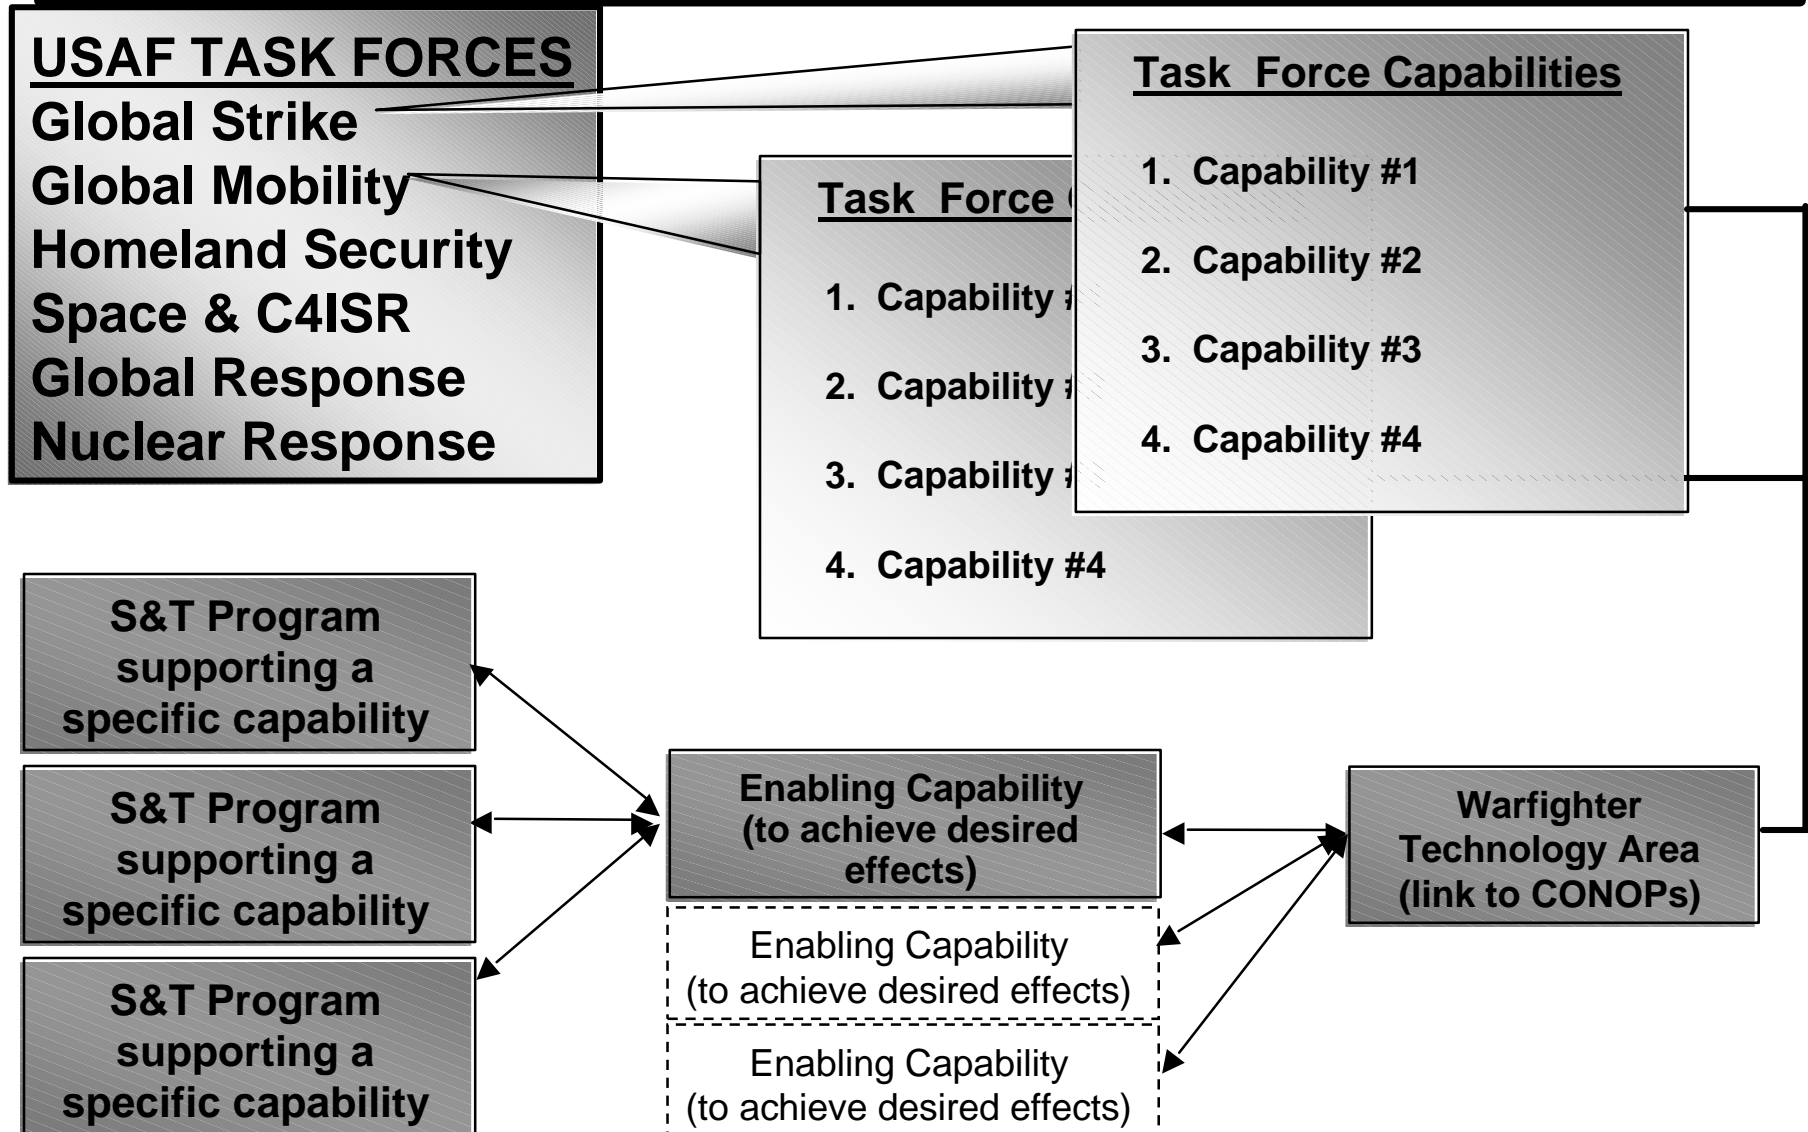 USAF TASK FORCES
Global Strike
Global Mobility
Homeland Security
Space & C4ISR
Global Response
Nuclear Response
Task Force Capabilities
1. Capability #1
2. Capability #2
3. Capability #3
4. Capability #4
Task Force
1. Capability #
2. Capability #
3. Capability #
4. Capability #4
S&T Program
supporting a
specific capability
S&T Program
supporting a
specific capability
S&T Program
supporting a
specific capability
Enabling Capability
(to achieve desired
effects)
Enabling Capability
(to achieve desired effects)
Enabling Capability
(to achieve desired effects)
Warfighter
Technology Area
(link to CONOPs)